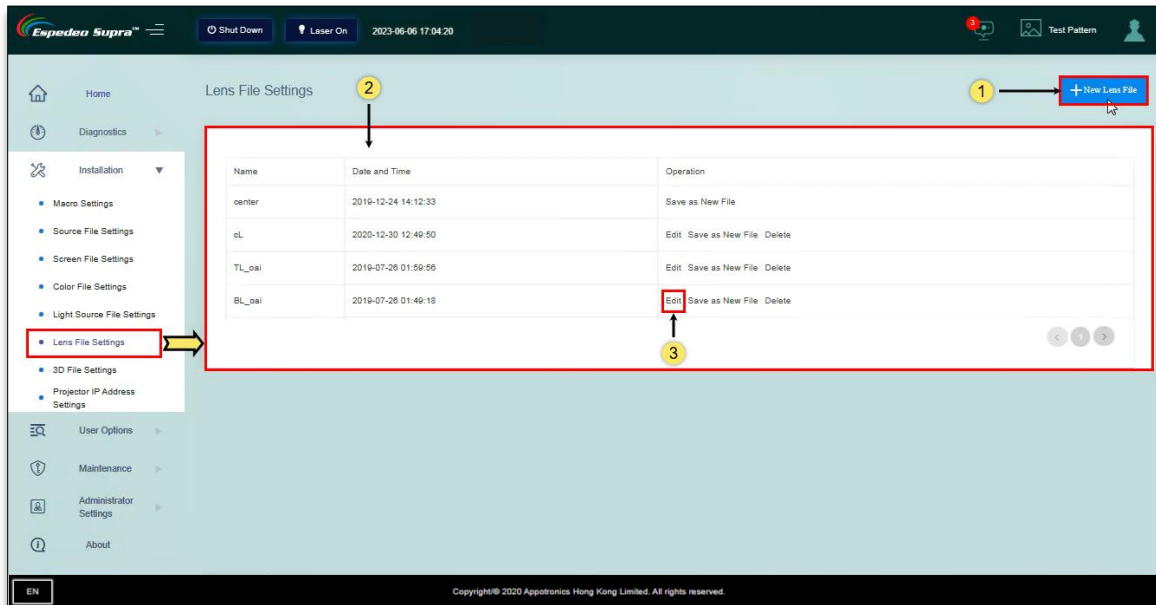 Espedeo Supra™
Shut Down
Laser On
2023-06-06 17:04:20
3
Test Pattern
Home
Diagnostics
Installation
Macro Settings
Source File Settings
Screen File Settings
Color File Settings
Light Source File Settings
Lens File Settings
3D File Settings
Projector IP Address
Settings
User Options
Maintenance
Administrator
Settings
About
Lens File Settings
2
1
+New Lens File
Name Date and Time Operation
center 2019-12-24 14:12:33 Save as New File
cL 2020-12-30 12:49:50 Edit Save as New File Delete
TL_oai 2019-07-26 01:59:56 Edit Save as New File Delete
BL_oai 2019-07-26 01:49:18 Edit Save as New File Delete
3
< 1 >
EN
Copyright/© 2020 Appotronics Hong Kong Limited. All rights reserved.